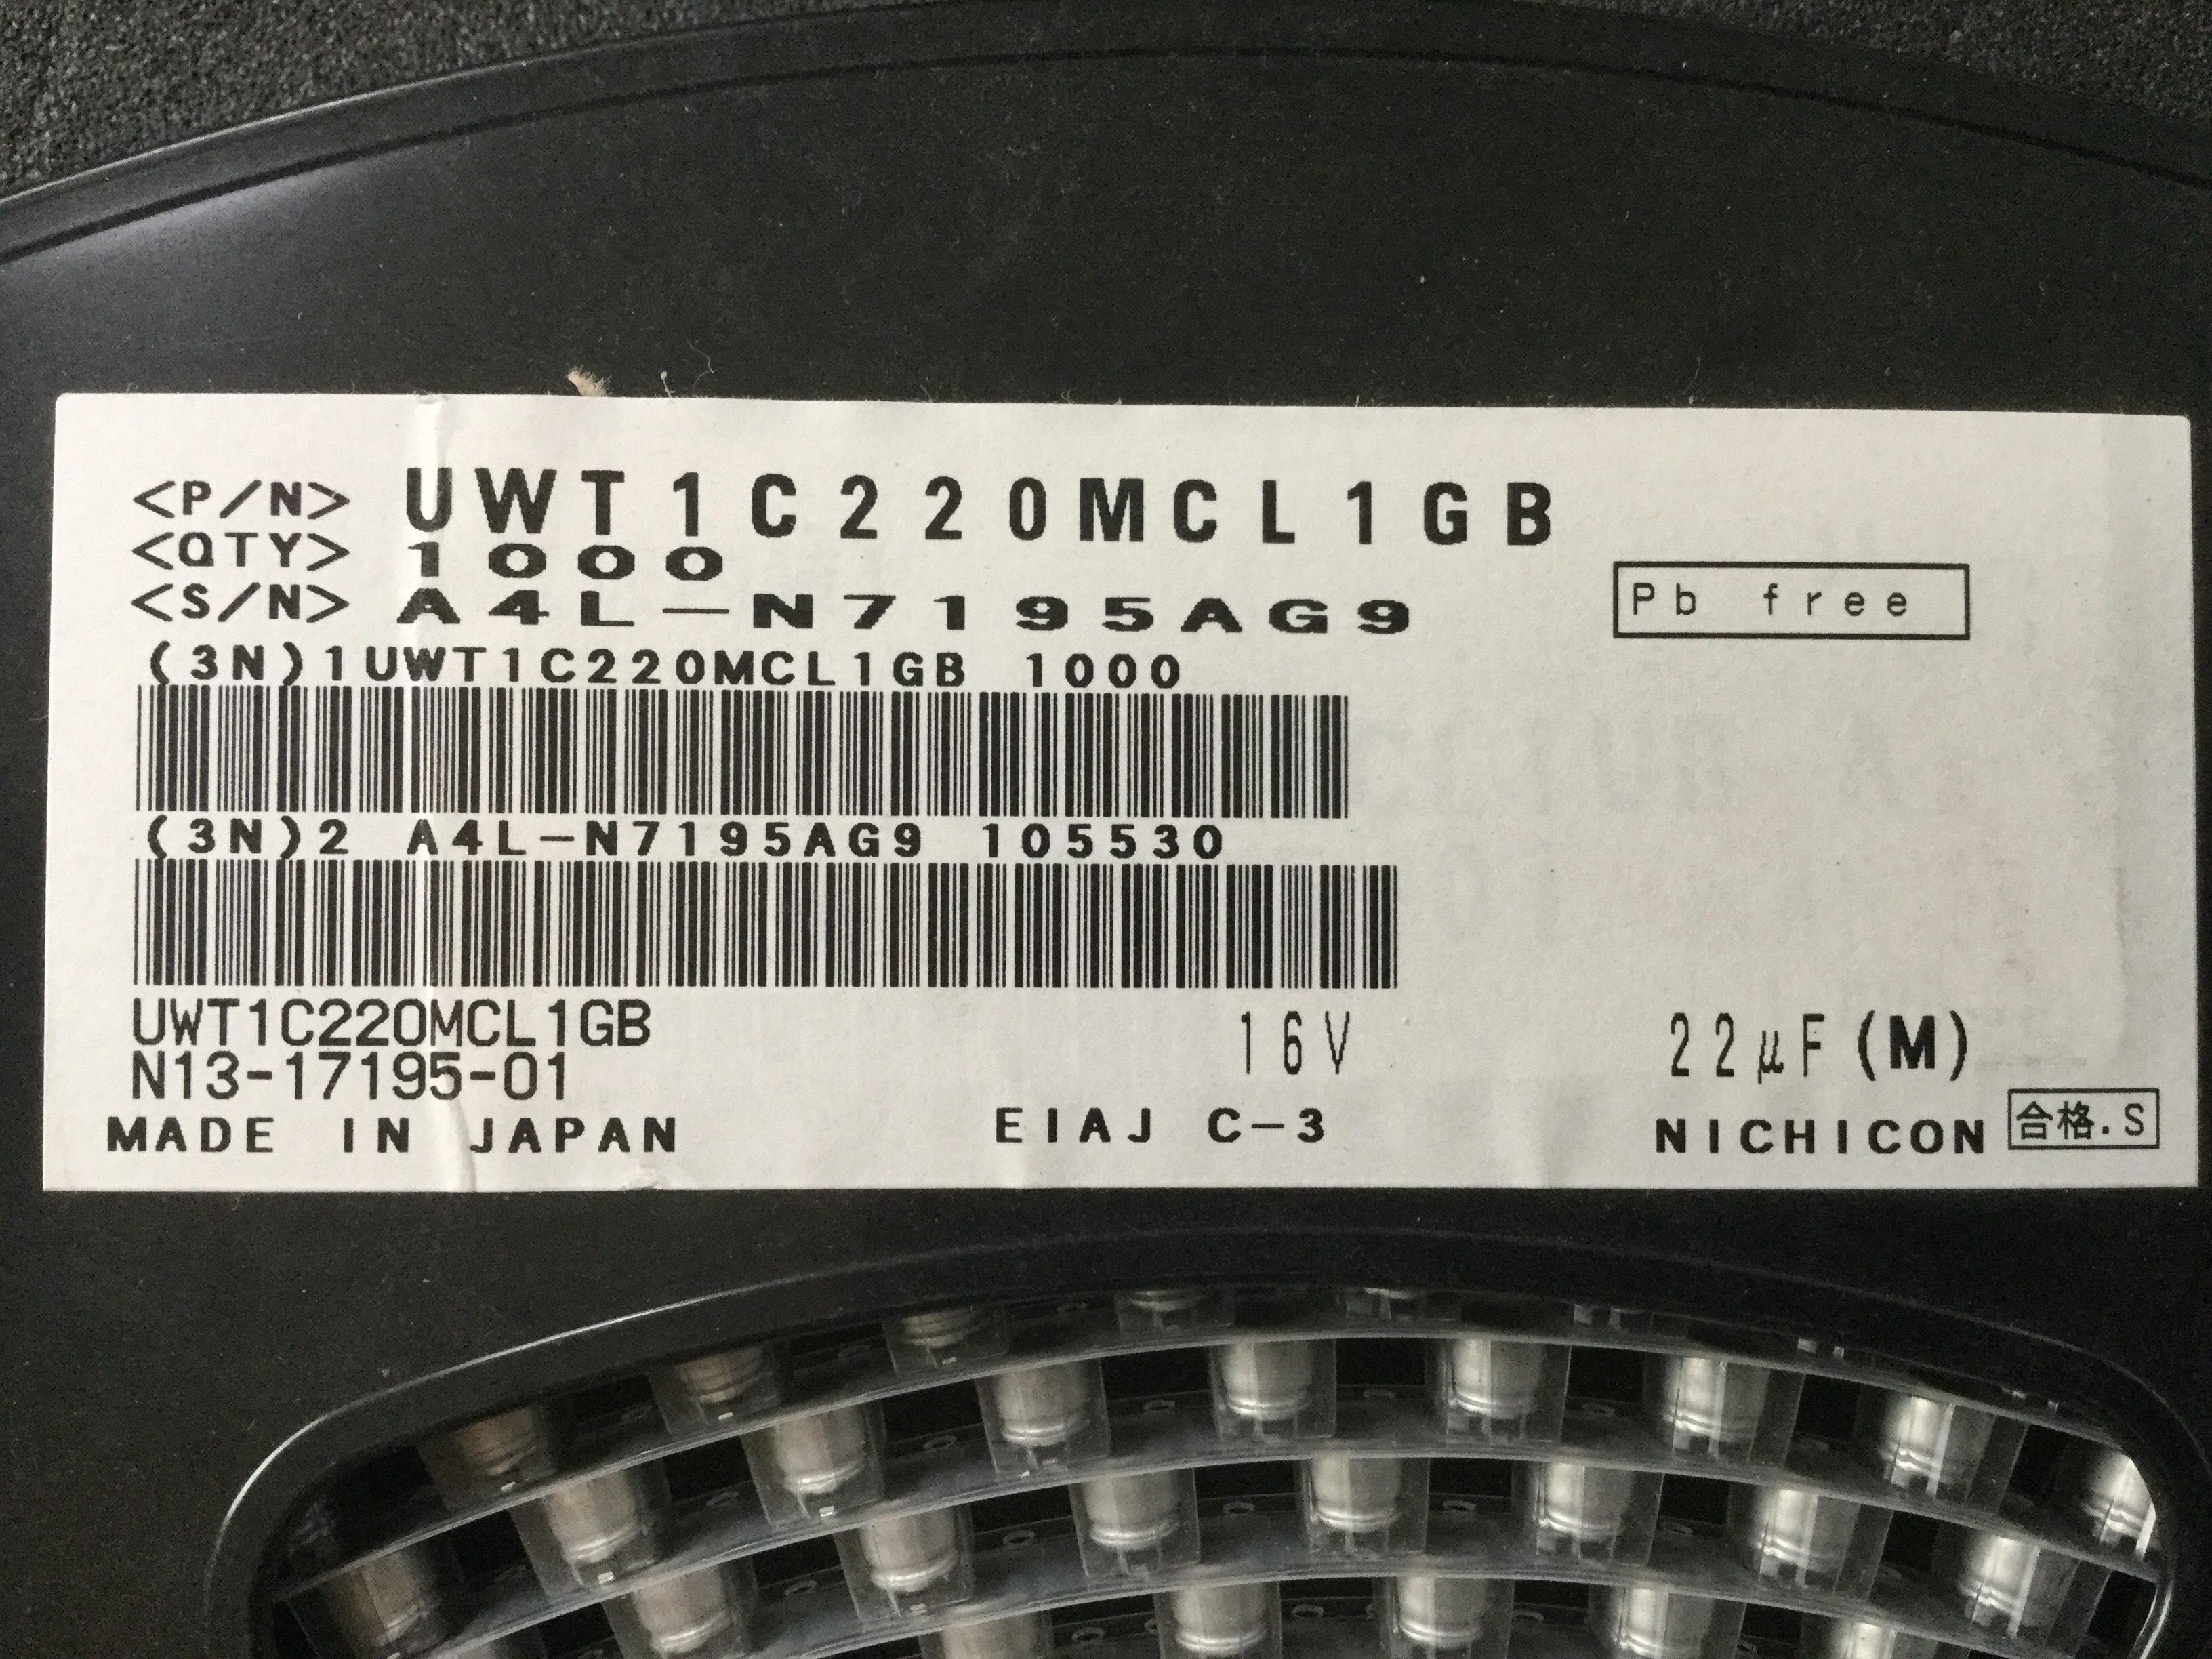 <P/N> UWT1C220MCL1GB
<QTY> 1000
<S/N> A4L-N7195AG9
Pb free
(3N)1UWT1C220MCL1GB 1000
(3N)2 A4L-N7195AG9 105530
UWT1C220MCL1GB 16V 22μF(M)
N13-17195-01
MADE IN JAPAN EIAJ C-3 NICHICON 合格.S